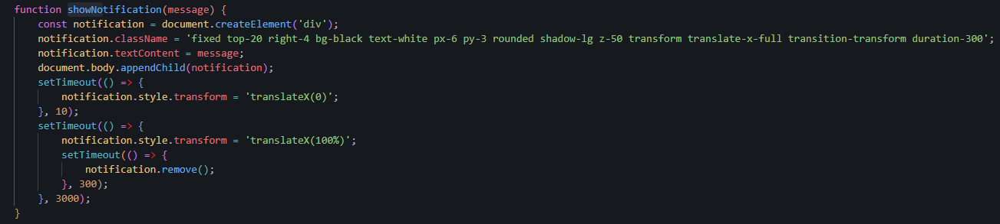 function showNotification(message) {
    const notification = document.createElement('div');
    notification.className = 'fixed top-20 right-4 bg-black text-white px-6 py-3 rounded shadow-lg z-50 transform translate-x-full transition-transform duration-300';
    notification.textContent = message;
    document.body.appendChild(notification);
    setTimeout(() => {
        notification.style.transform = 'translateX(0)';
    }, 10);
    setTimeout(() => {
        notification.style.transform = 'translateX(100%)';
        setTimeout(() => {
            notification.remove();
        }, 300);
    }, 3000);
}